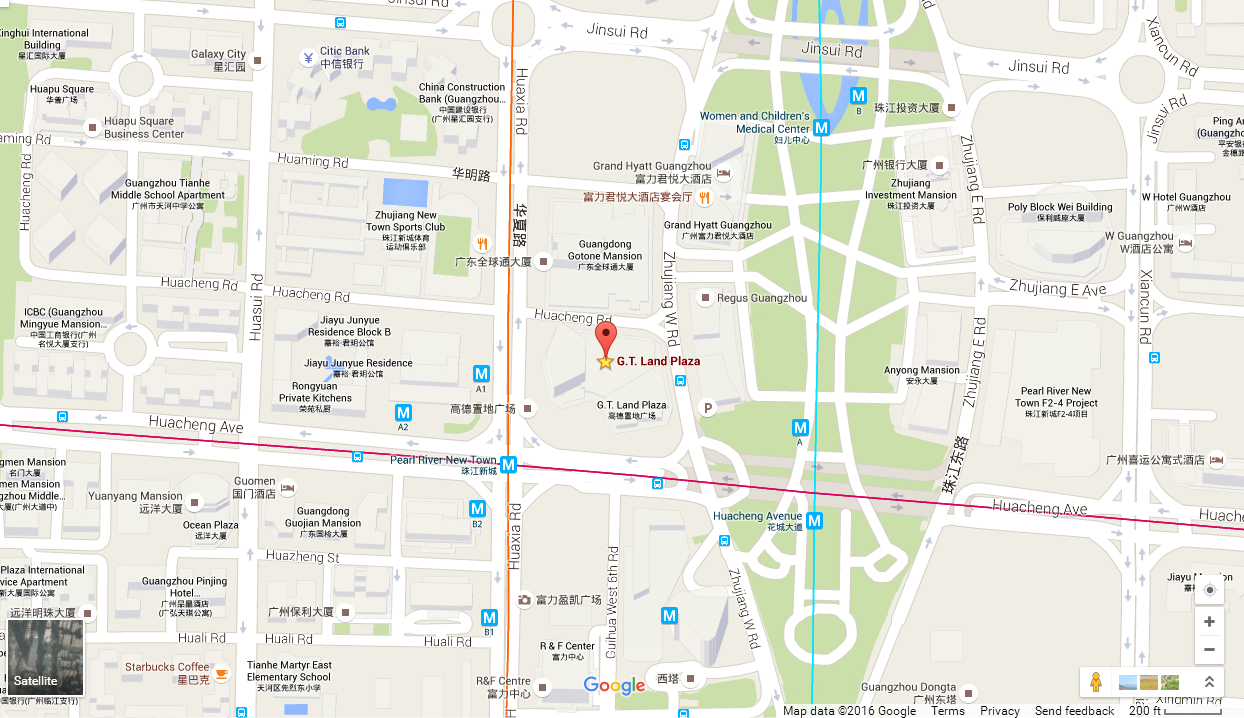 Jinsui Rd
Jinsui Rd
Jinsui Rd
Jinsui Rd
Xiancun Rd
Jinsui Rd
International
Building
星汇国际大厦
Galaxy City
星汇园
Citic Bank
中信银行
Huapu Square
华普广场
Huapu Square
Business Center
China Construction
Bank (Guangzhou...
中国建设银行
(广州星汇园支行)
Huaxia Rd
Women and Children's
Medical Center
妇儿中心
M
M
B
珠江投资大厦
Huaming Rd
华明路
Huacheng Rd
Guangzhou Tianhe
Middle School Apartment
广州市天河中学公寓
Grand Hyatt Guangzhou
富力君悦大酒店
富力君悦大酒店宴会厅
广州银行大厦
Zhujiang
Investment Mansion
珠江投资大厦
Zhujiang E Rd
W Hotel Guangzhou
广州W酒店
Poly Block Wei Building
保利威座大厦
W Guangzhou
W酒店公寓
Zhujiang New
Town Sports Club
珠江新城体育
运动俱乐部
华夏路
Grand Hyatt Guangzhou
广州富力君悦大酒店
Guangdong
Gotone Mansion
广东全球通大厦
广东全球通大厦
Zhujiang W Rd
Huacheng Rd
Huacheng Rd
Huasui Rd
Regus Guangzhou
Zhujiang E Ave
Xiancun Rd
ICBC (Guangzhou
Mingyue Mansion...
中国工商银行(广州
名悦大厦支行)
Jiayu Junyue
Residence Block B
嘉裕·君玥公馆
Huacheng Rd
Jiayu Junyue Residence
嘉裕·君玥公馆
G.T. Land Plaza
Zhujiang E Rd
Rongyuan
Private Kitchens
荣苑私厨
M
A1
Anyong Mansion
安永大厦
Pearl River New
Town F2-4 Project
珠江新城F2-4项目
高德置地广场
G.T. Land Plaza
高德置地广场
P
M
A2
Huacheng Ave
M
A
珠江东路
Pearl River New Town
珠江新城
M
广州喜运公寓式酒店
名门大厦
Yuanyang Mansion
远洋大厦
Guomen
国门酒店
Ocean Plaza
远洋大厦
Guangdong
Guojian Mansion
广东国检大厦
M
B2
Huaxia Rd
Huacheng Avenue
花城大道
M
Huacheng Ave
Huazheng St
Plaza International
Guangzhou Pinjing
Hotel...
广州品呈酒店
(广弘天琪公寓)
远洋明珠大厦
广州保利大厦
Guihua West 6th Rd
Zhujiang W Rd
富力盈凯广场
M
M
B1
Huali Rd
Huali Rd
Huali Rd
R & F Center
富力中心
Starbucks Coffee
星巴克
Tianhe Martyr East
Elementary School
天河区先烈东小学
R&F Centre
富力中心
西塔
Guangzhou Dongta
广州东塔
Satellite
Google
+
−
Map data ©2016 Google
Terms
Privacy
Send feedback
200 ft